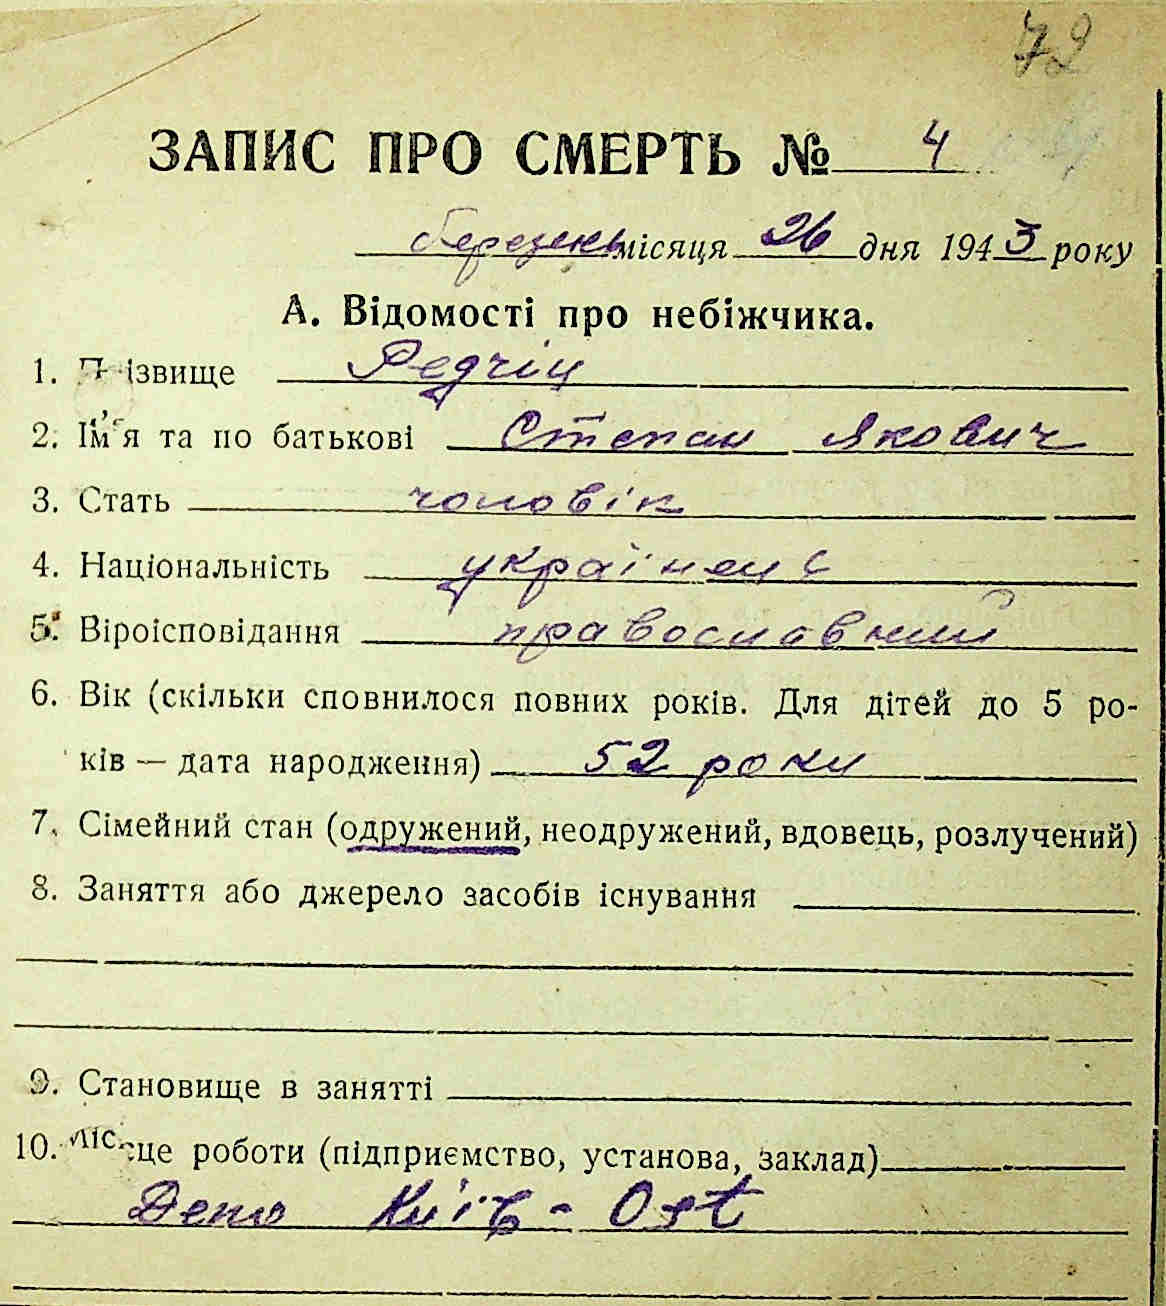 72
ЗАПИС ПРО СМЕРТЬ № 4
березень місяця 26 дня 1943 року
А. Відомості про небіжчика.
1. Прізвище Редчіц
2. Ім'я та по батькові Степан Якович
3. Стать чоловік
4. Національність українець
5. Віроісповідання православний
6. Вік (скільки сповнилося повних років. Для дітей до 5 ро-
ків — дата народження) 52 роки
7. Сімейний стан (одружений, неодружений, вдовець, розлучений)
8. Заняття або джерело засобів існування
9. Становище в занятті
10. Місце роботи (підприємство, установа, заклад)
Депо Київ - Ost